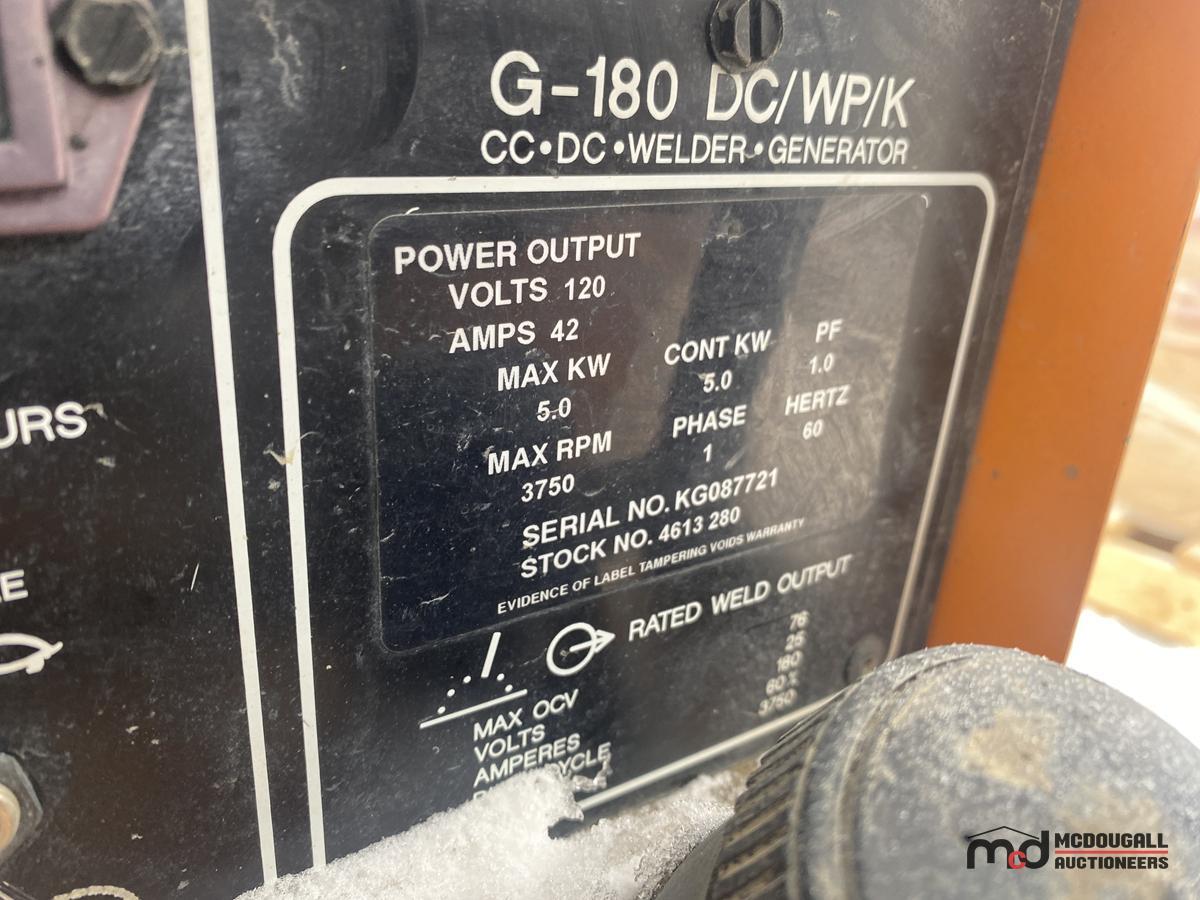 G-180 DC/WP/K
CC•DC•WELDER•GENERATOR
POWER OUTPUT
VOLTS 120
AMPS 42
MAX KW CONT KW PF
5.0 5.0 1.0
MAX RPM PHASE HERTZ
3750 1 60
SERIAL NO. KG087721
STOCK NO. 4613 280
EVIDENCE OF LABEL TAMPERING VOIDS WARRANTY
RATED WELD OUTPUT
MAX OCV 76
VOLTS 25
AMPERES 180
60 %
3750
URS
E
mcd MCDOUGALL
AUCTIONEERS